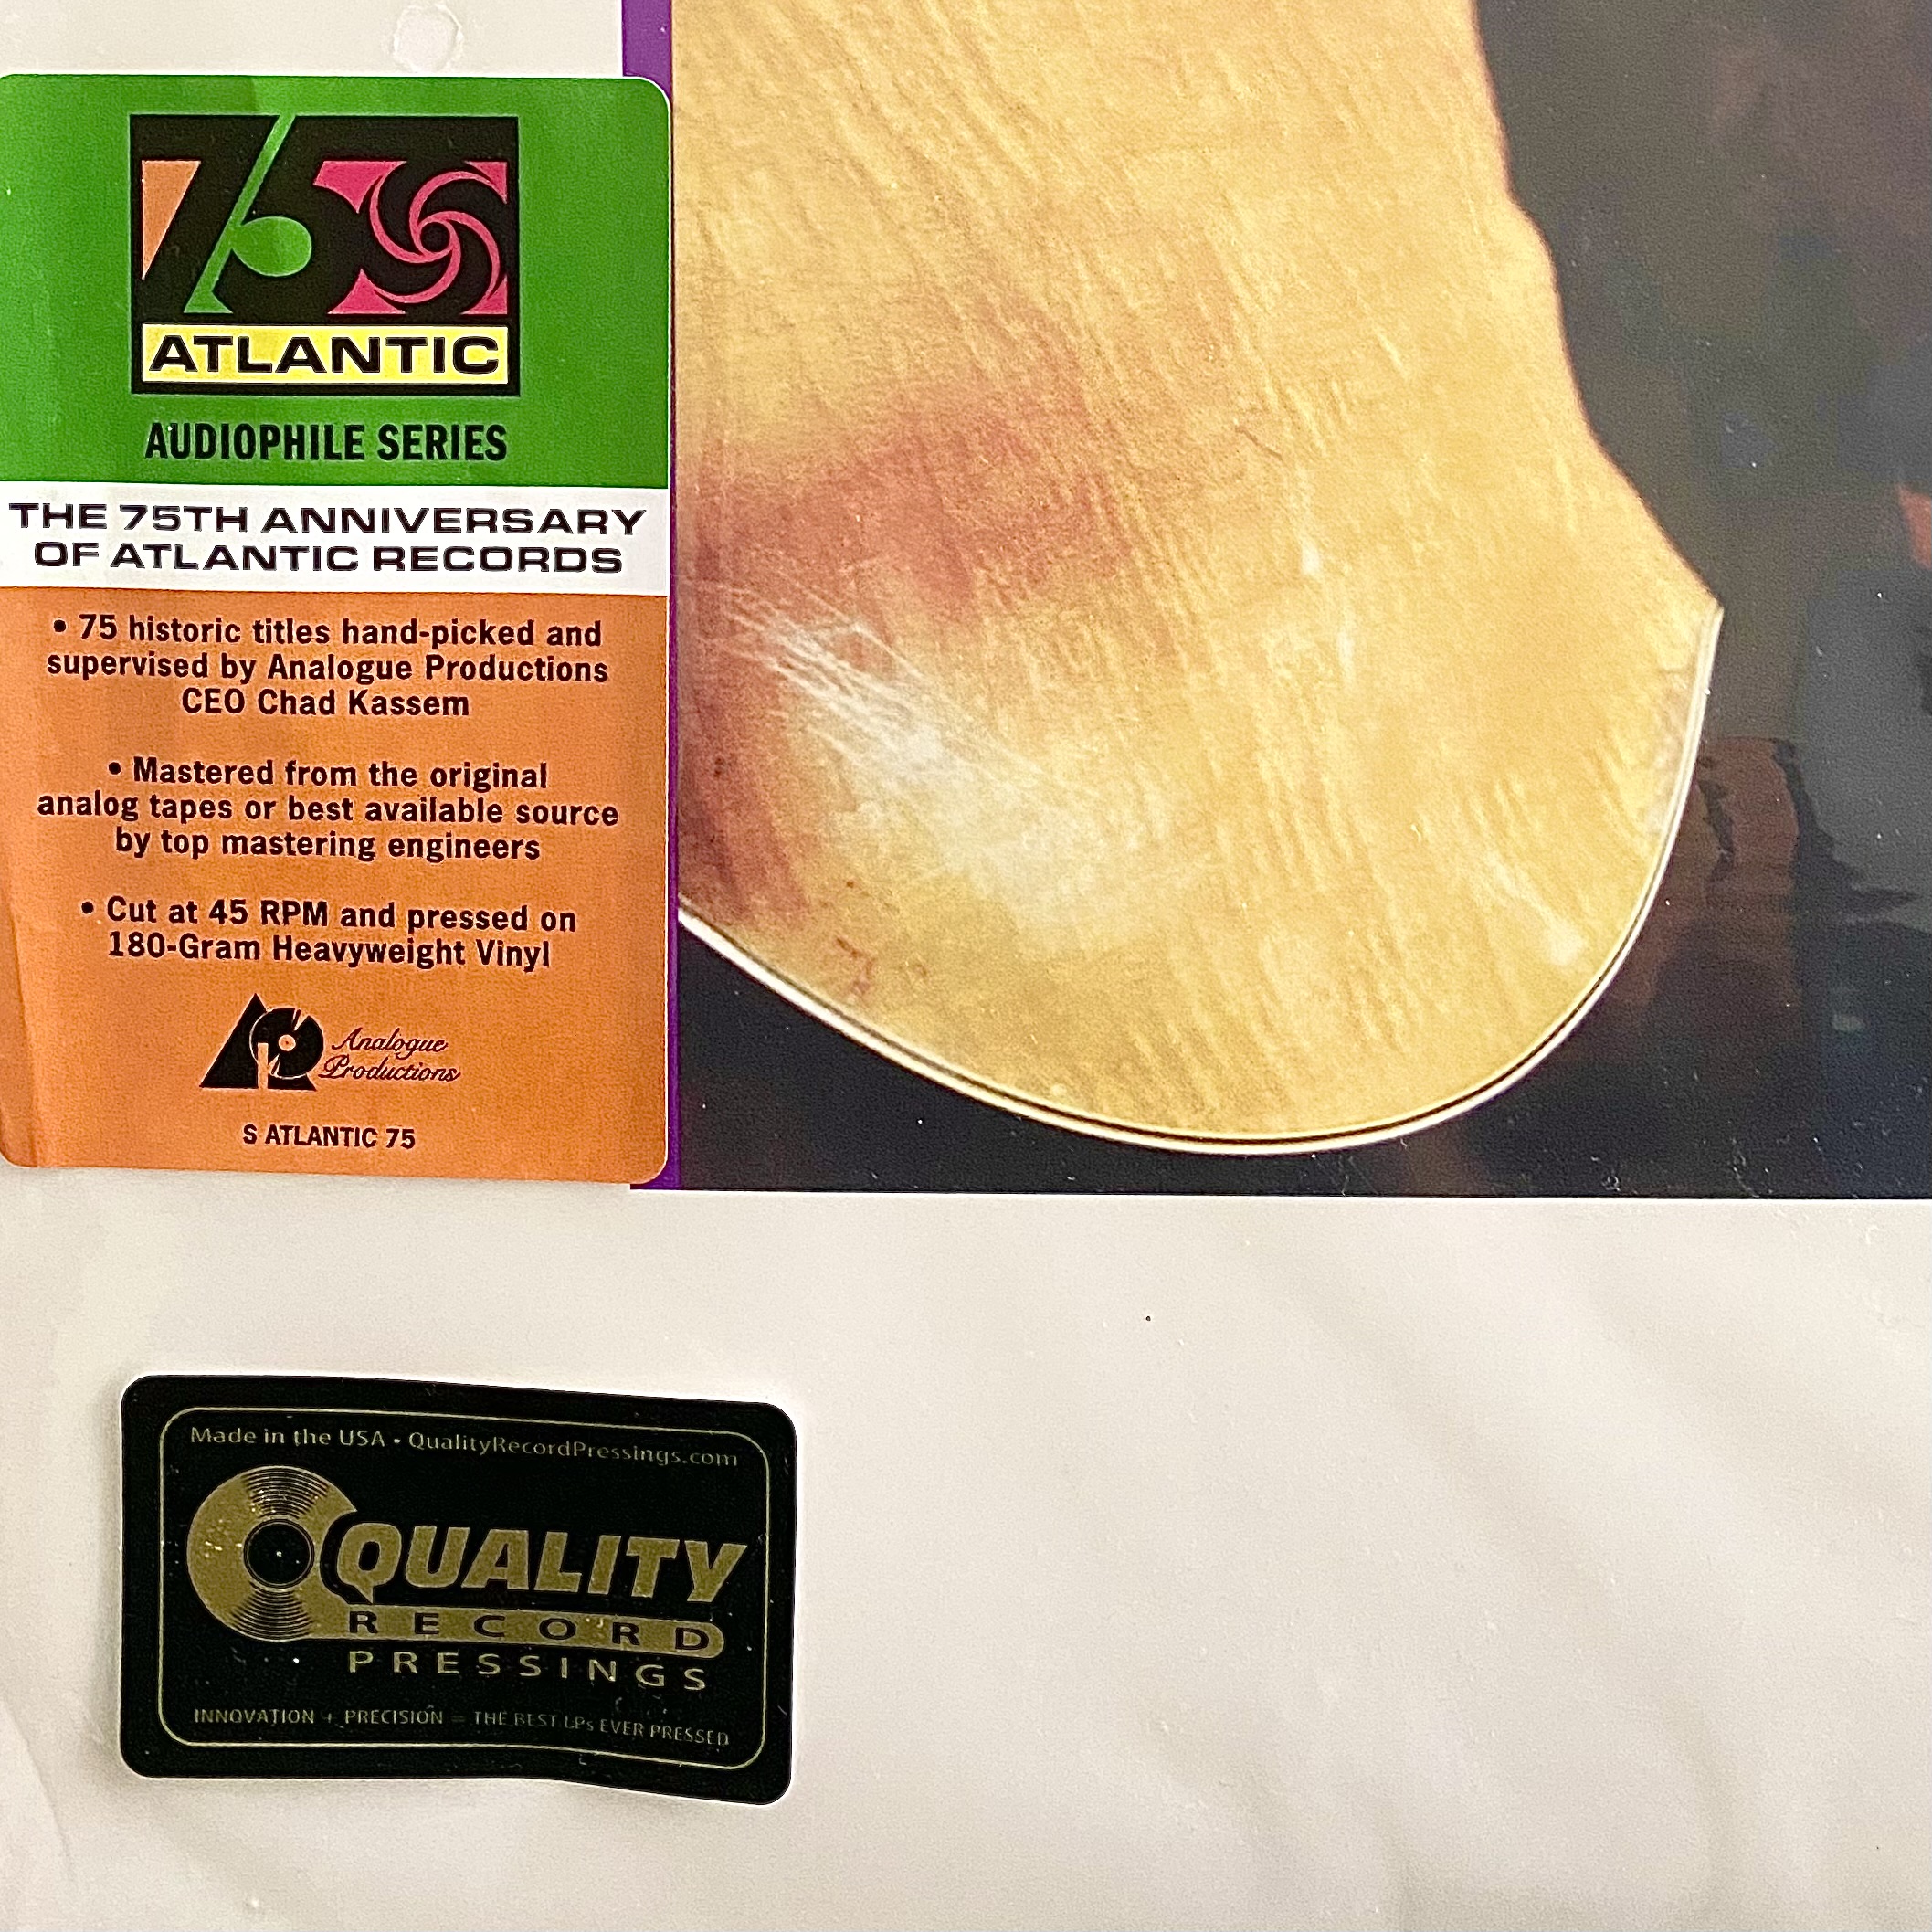 75
ATLANTIC
AUDIOPHILE SERIES
THE 75TH ANNIVERSARY
OF ATLANTIC RECORDS
• 75 historic titles hand-picked and
supervised by Analogue Productions
CEO Chad Kassem
• Mastered from the original
analog tapes or best available source
by top mastering engineers
• Cut at 45 RPM and pressed on
180-Gram Heavyweight Vinyl
Analogue
Productions
S ATLANTIC 75
Made in the USA • QualityRecordPressings.com
QUALITY
RECORD
PRESSINGS
INNOVATION + PRECISION = THE BEST LPs EVER PRESSED